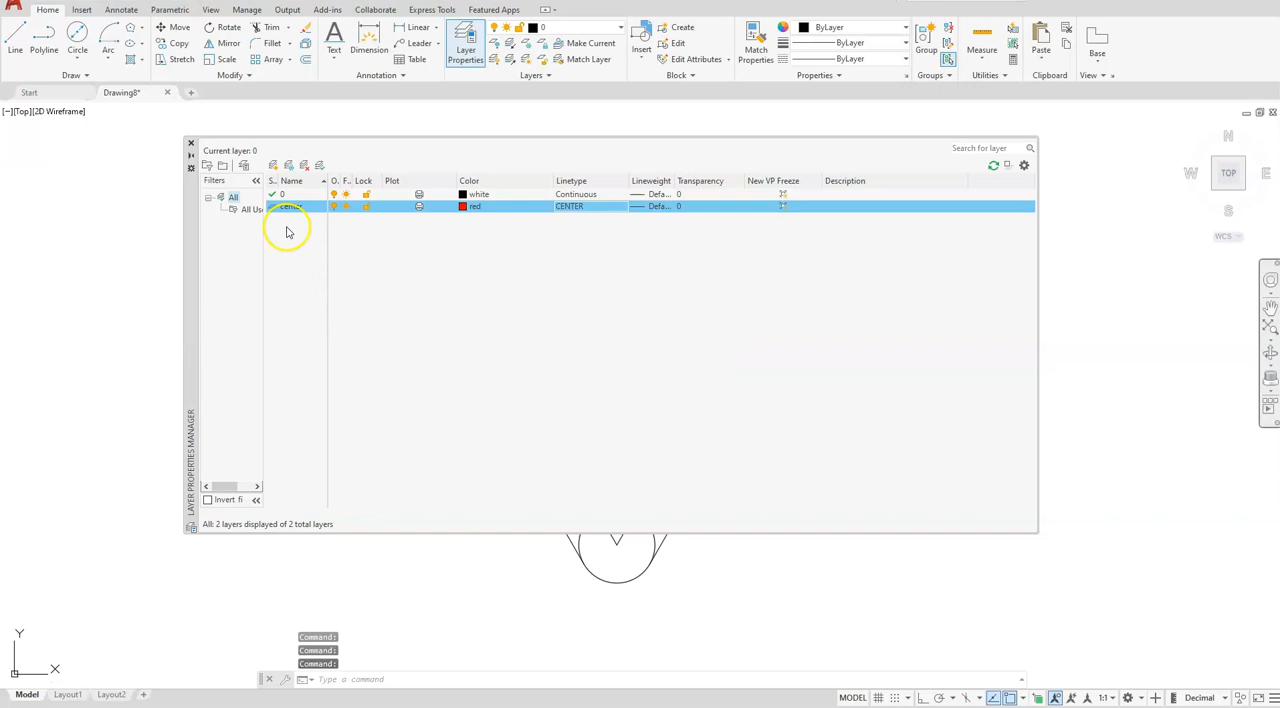 Home Insert Annotate Parametric View Manage Output Add-ins Collaborate Express Tools Featured Apps
Line Polyline Circle Arc
Move Rotate Trim
Copy Mirror Fillet
Stretch Scale Array
Text Dimension
Linear
Leader
Table
Layer Properties
0
Make Current
Match Layer
Insert
Create
Edit
Edit Attributes
Match Properties
ByLayer
ByLayer
ByLayer
Group Measure Paste Base
Draw Modify Annotation Layers Block Properties Groups Utilities Clipboard View
Start Drawing8*
[−][Top][2D Wireframe]
N
W TOP E
S
WCS
Current layer: 0
Search for layer
Filters
All
All Us
S.. Name O. F.. Lock Plot Color Linetype Lineweight Transparency New VP Freeze Description
0 white Continuous Defa... 0
center red CENTER Defa... 0
Invert fi
All: 2 layers displayed of 2 total layers
LAYER PROPERTIES MANAGER
Command:
Command:
Command:
Type a command
Y
X
Model Layout1 Layout2
MODEL 1:1 Decimal